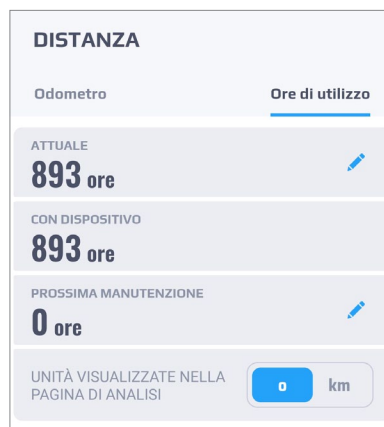 DISTANZA
Odometro Ore di utilizzo
ATTUALE
893 ore
CON DISPOSITIVO
893 ore
PROSSIMA MANUTENZIONE
0 ore
UNITÀ VISUALIZZATE NELLA
PAGINA DI ANALISI
o km